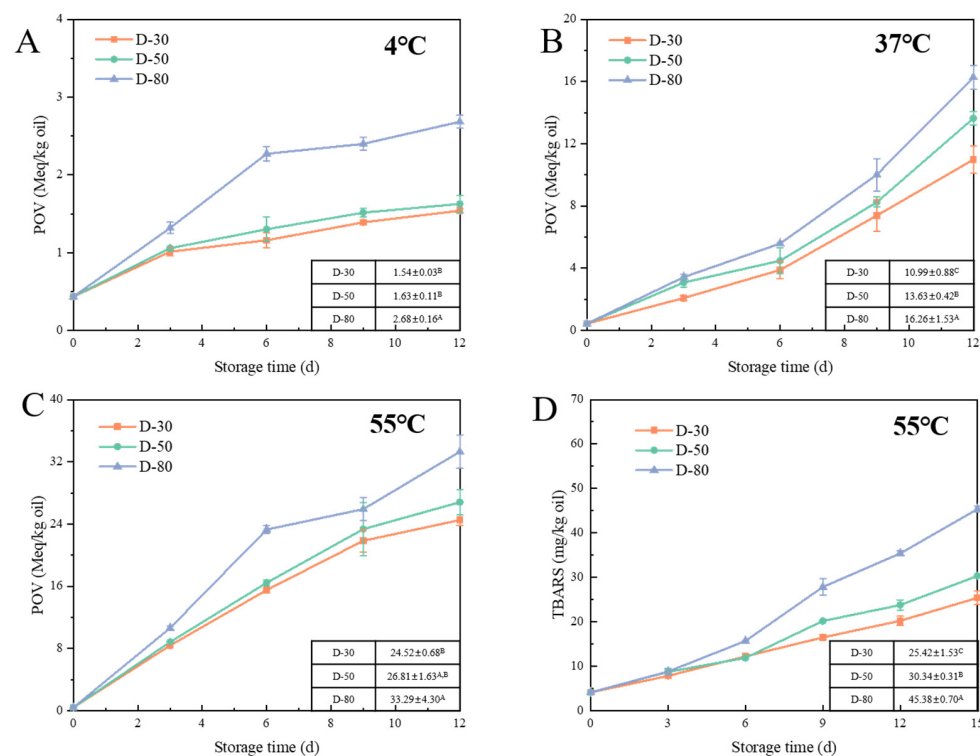 A
4°C
D-30
D-50
D-80
POV (Meq/kg oil)
4
3
2
1
0
D-30 1.54±0.03ᴮ
D-50 1.63±0.11ᴮ
D-80 2.68±0.16ᴬ
0 2 4 6 8 10 12
Storage time (d)
B
37°C
D-30
D-50
D-80
POV (Meq/kg oil)
20
16
12
8
4
0
D-30 10.99±0.88ᶜ
D-50 13.63±0.42ᴮ
D-80 16.26±1.53ᴬ
0 2 4 6 8 10 12
Storage time (d)
C
55°C
D-30
D-50
D-80
POV (Meq/kg oil)
40
32
24
16
8
0
D-30 24.52±0.68ᴮ
D-50 26.81±1.63ᴬ,ᴮ
D-80 33.29±4.30ᴬ
0 2 4 6 8 10 12
Storage time (d)
D
55°C
D-30
D-50
D-80
TBARS (mg/kg oil)
70
60
50
40
30
20
10
0
D-30 25.42±1.53ᶜ
D-50 30.34±0.31ᴮ
D-80 45.38±0.70ᴬ
0 3 6 9 12 15
Storage time (d)